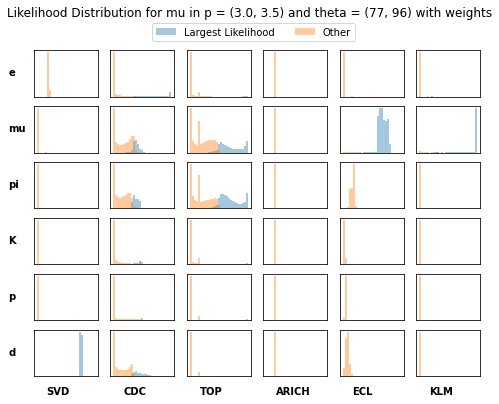 Likelihood Distribution for mu in p = (3.0, 3.5) and theta = (77, 96) with weights
Largest Likelihood Other
e
mu
pi
K
p
d
SVD CDC TOP ARICH ECL KLM